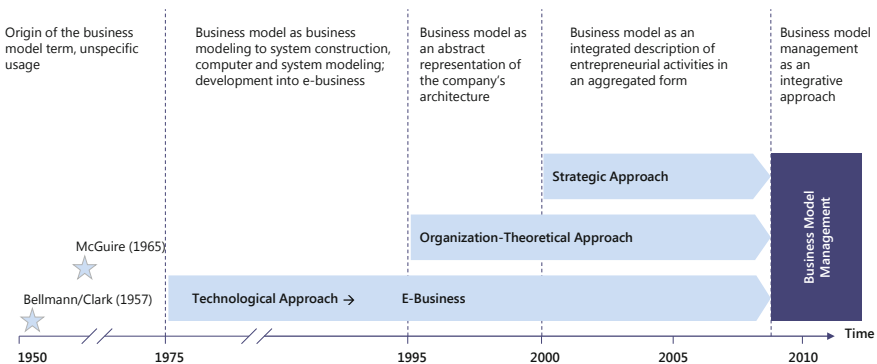 Origin of the business
model term, unspecific
usage
Business model as business
modeling to system construction,
computer and system modeling;
development into e-business
Business model as
an abstract
representation of
the company's
architecture
Business model as an
integrated description of
entrepreneurial activities in
an aggregated form
Business model
management
as an
integrative
approach
Strategic Approach
Organization-Theoretical Approach
McGuire (1965)
Bellmann/Clark (1957)
Technological Approach → E-Business
Business Model
Management
Time
1950 1975 1995 2000 2005 2010